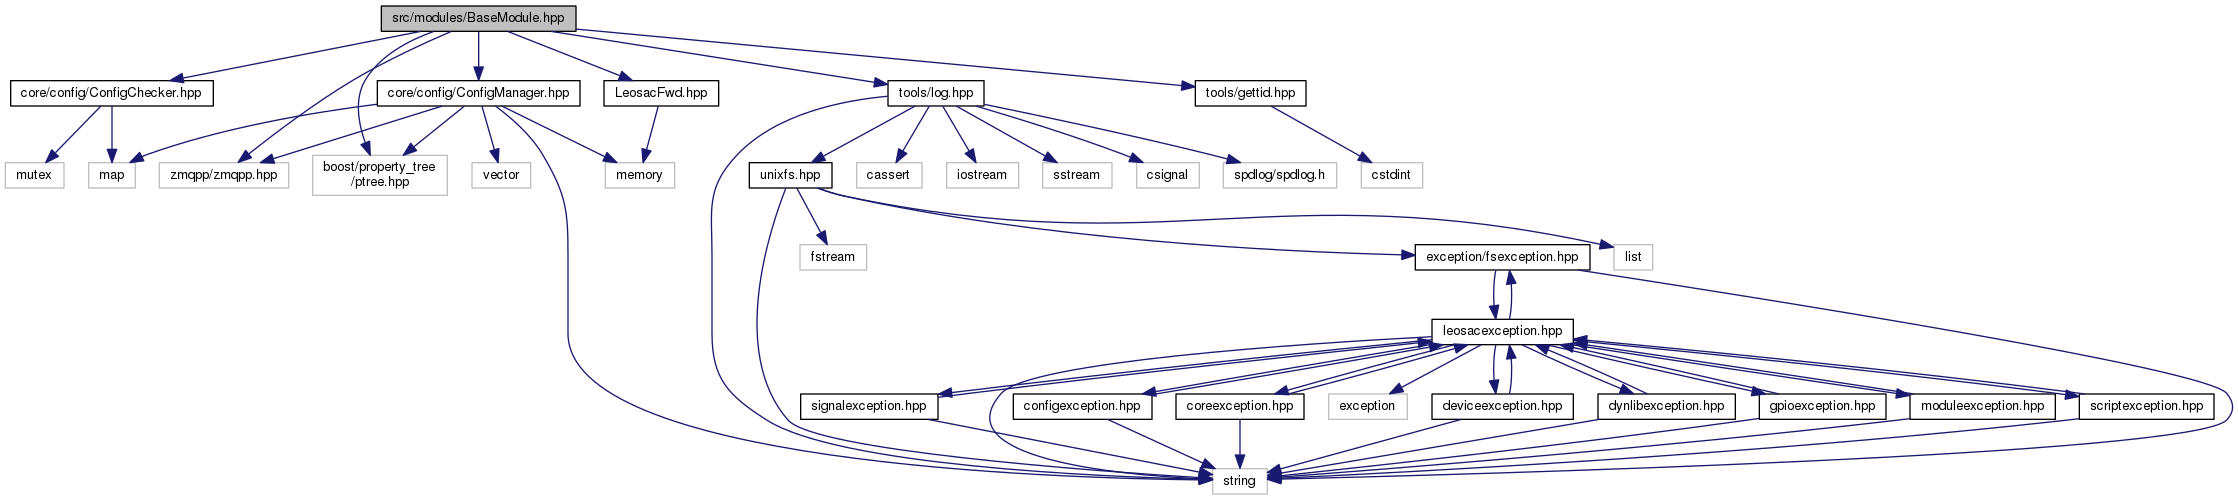 src/modules/BaseModule.hpp
core/config/ConfigChecker.hpp
core/config/ConfigManager.hpp
LeosacFwd.hpp
tools/log.hpp
tools/gettid.hpp
mutex
map
zmqpp/zmqpp.hpp
boost/property_tree
/ptree.hpp
vector
memory
unixfs.hpp
cassert
iostream
sstream
csignal
spdlog/spdlog.h
cstdint
fstream
exception/fsexception.hpp
list
leosacexception.hpp
signalexception.hpp
configexception.hpp
coreexception.hpp
exception
deviceexception.hpp
dynlibexception.hpp
gpioexception.hpp
moduleexception.hpp
scriptexception.hpp
string